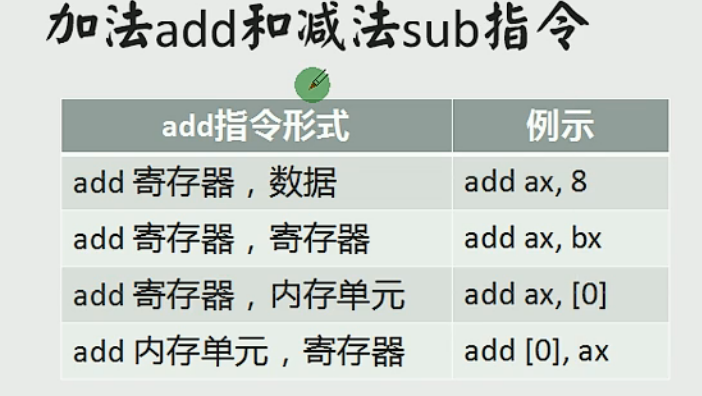 加法add和减法sub指令
add指令形式 例示
add 寄存器，数据 add ax, 8
add 寄存器，寄存器 add ax, bx
add 寄存器，内存单元 add ax, [0]
add 内存单元，寄存器 add [0], ax